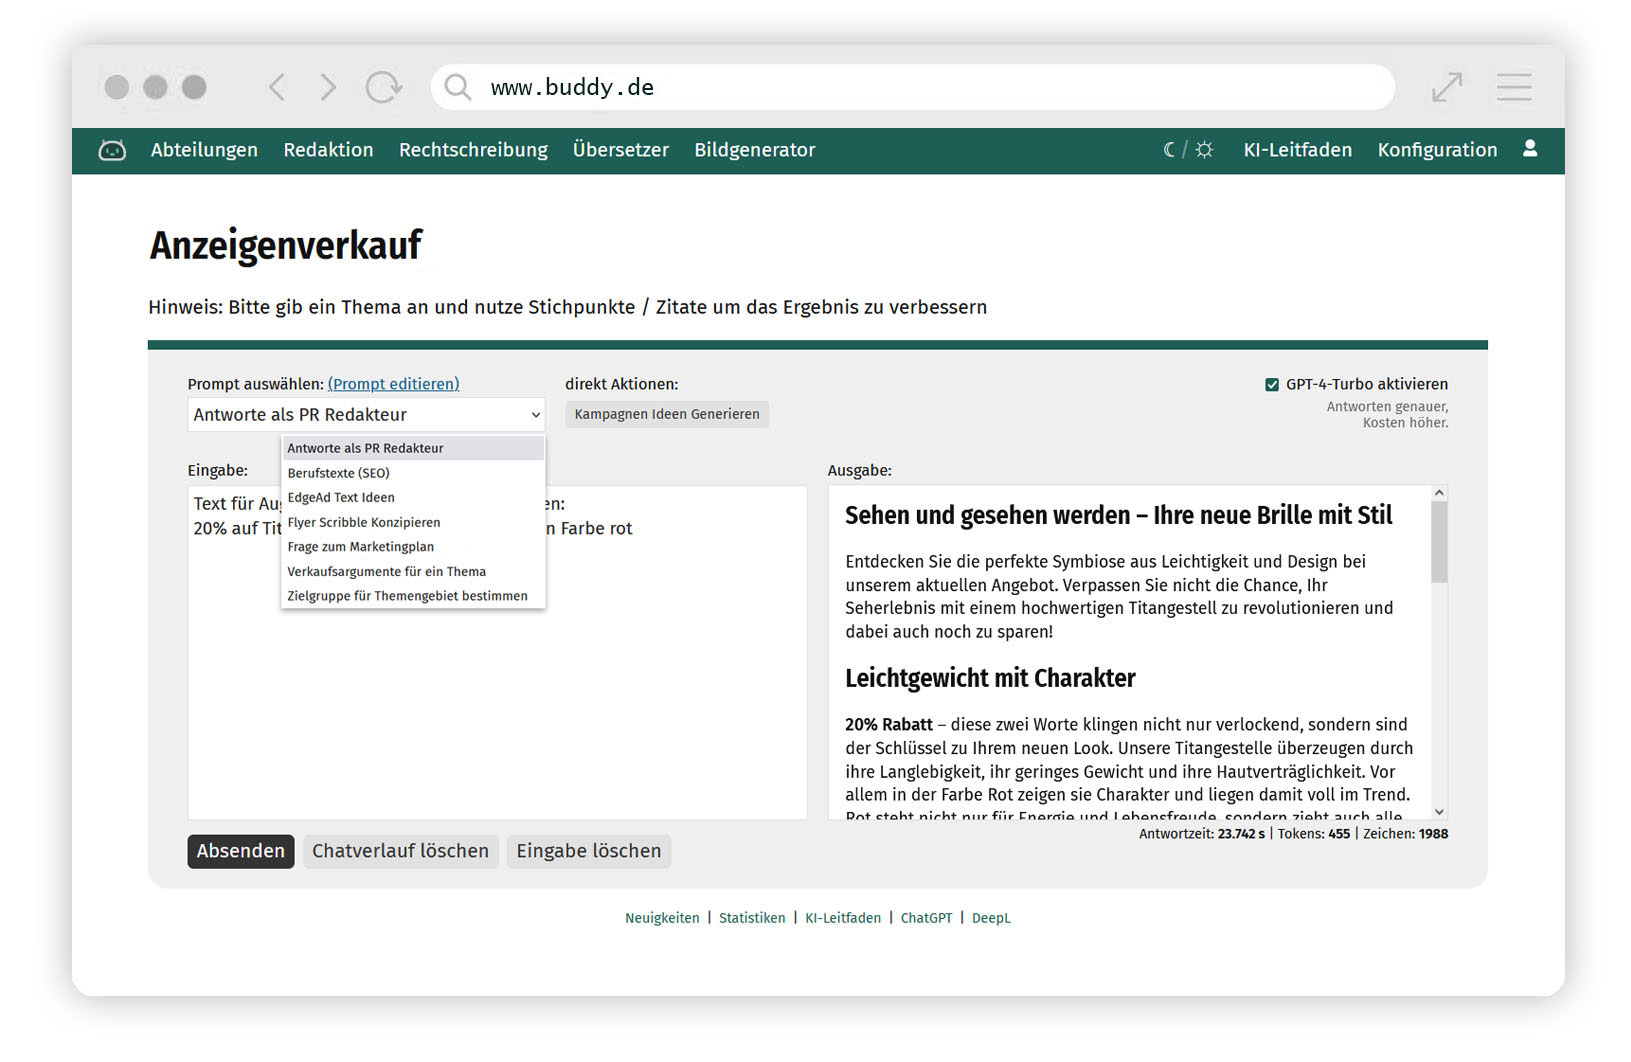 www.buddy.de
Abteilungen Redaktion Rechtschreibung Übersetzer Bildgenerator / KI-Leitfaden Konfiguration
Anzeigenverkauf
Hinweis: Bitte gib ein Thema an und nutze Stichpunkte / Zitate um das Ergebnis zu verbessern
Prompt auswählen: (Prompt editieren)
Antworte als PR Redakteur
direkt Aktionen:
Kampagnen Ideen Generieren
GPT-4-Turbo aktivieren
Antworten genauer,
Kosten höher.
Antworte als PR Redakteur
Berufstexte (SEO)
EdgeAd Text Ideen
Flyer Scribble Konzipieren
Frage zum Marketingplan
Verkaufsargumente für ein Thema
Zielgruppe für Themengebiet bestimmen
Eingabe:
Text für
20% auf Farbe rot
Ausgabe:
Sehen und gesehen werden – Ihre neue Brille mit Stil
Entdecken Sie die perfekte Symbiose aus Leichtigkeit und Design bei
unserem aktuellen Angebot. Verpassen Sie nicht die Chance, Ihr
Seherlebnis mit einem hochwertigen Titangestell zu revolutionieren und
dabei auch noch zu sparen!
Leichtgewicht mit Charakter
20% Rabatt – diese zwei Worte klingen nicht nur verlockend, sondern sind
der Schlüssel zu Ihrem neuen Look. Unsere Titangestelle überzeugen durch
ihre Langlebigkeit, ihr geringes Gewicht und ihre Hautverträglichkeit. Vor
allem in der Farbe Rot zeigen sie Charakter und liegen damit voll im Trend.
Rot steht nicht nur für Energie und Lebensfreude, sondern zieht auch alle
Antwortzeit: 23.742 s | Tokens: 455 | Zeichen: 1988
Absenden Chatverlauf löschen Eingabe löschen
Neuigkeiten | Statistiken | KI-Leitfaden | ChatGPT | DeepL